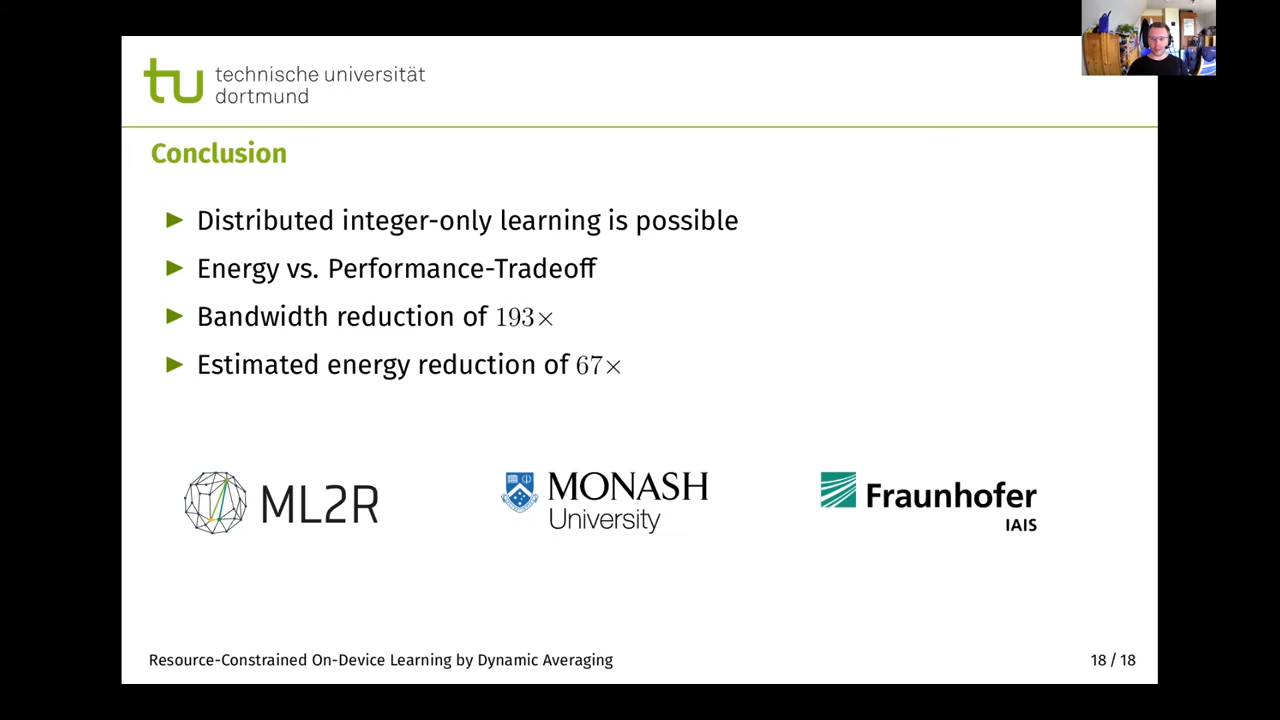 technische universität
dortmund
Conclusion
▶ Distributed integer-only learning is possible
▶ Energy vs. Performance-Tradeoff
▶ Bandwidth reduction of 193×
▶ Estimated energy reduction of 67×
ML2R
MONASH
University
Fraunhofer
IAIS
Resource-Constrained On-Device Learning by Dynamic Averaging
18 / 18